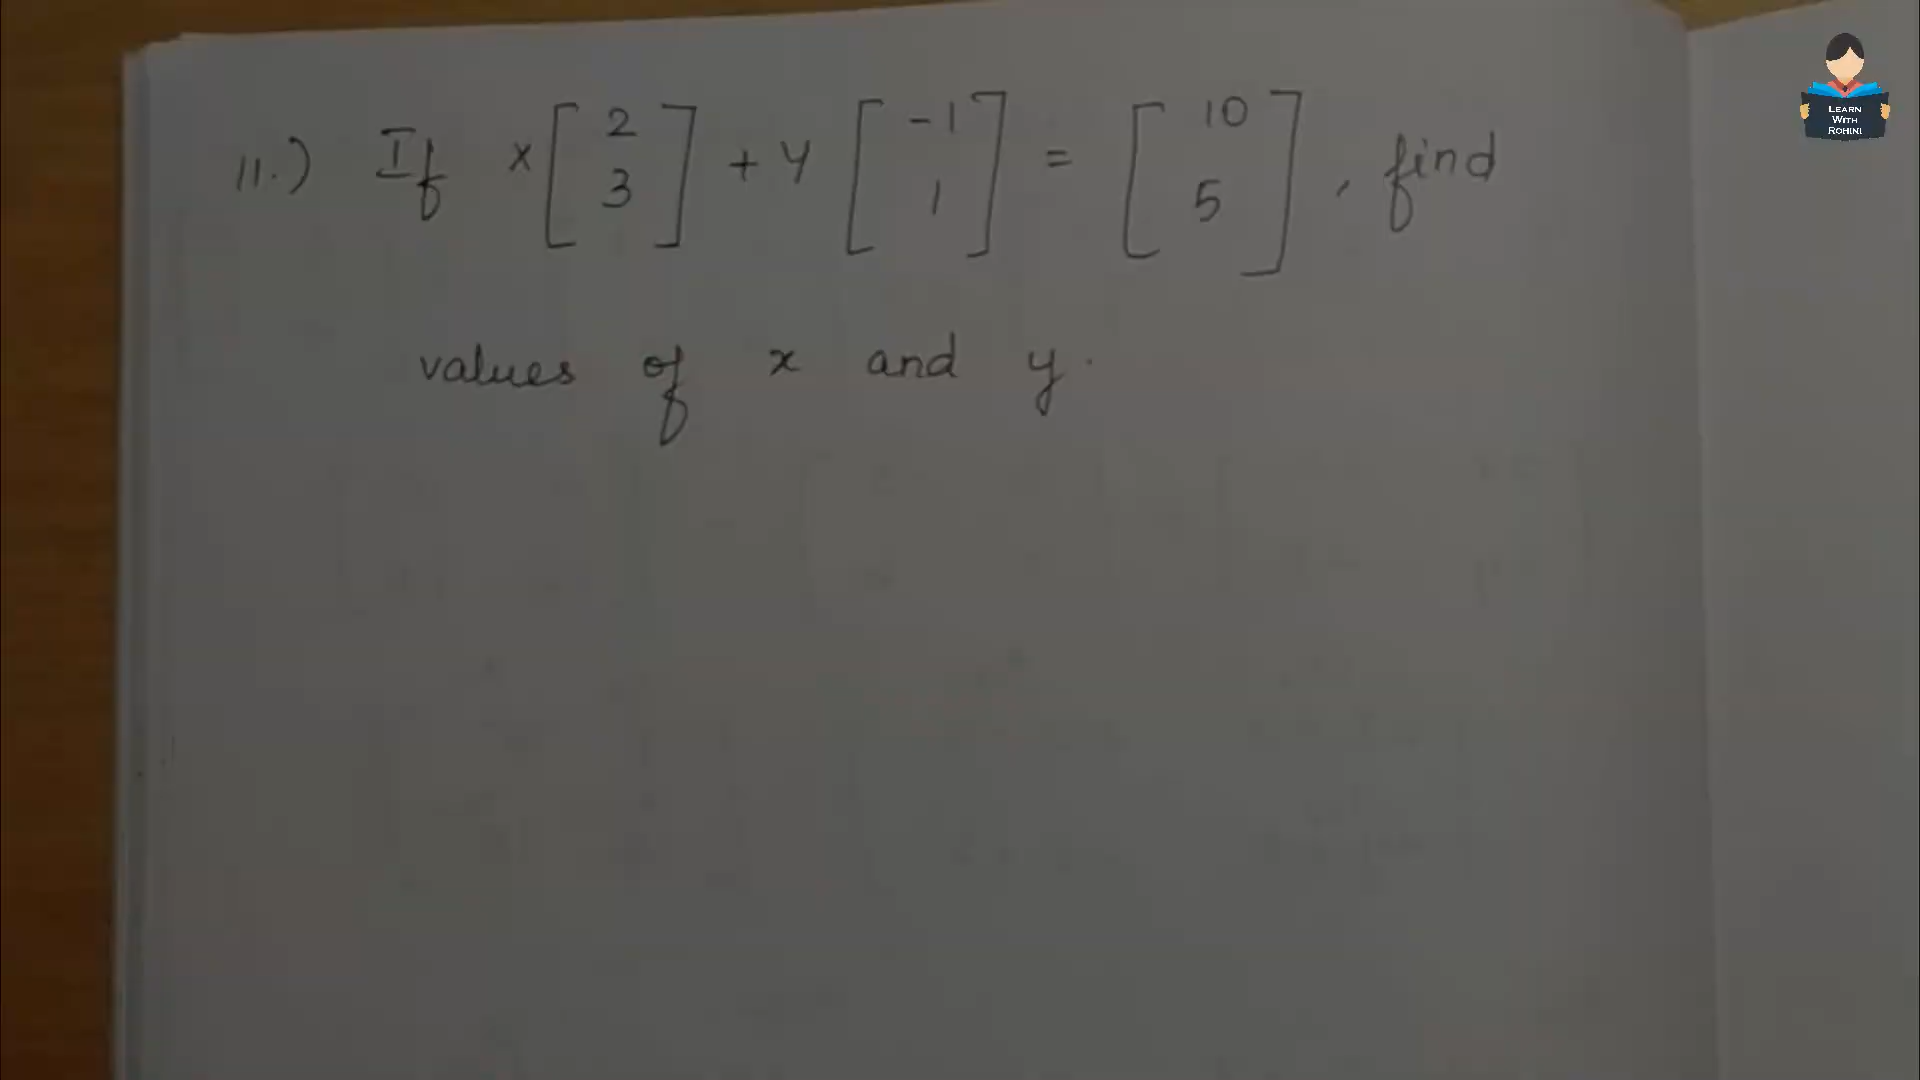 11.) If x [ 2 3 ] + y [ -1 1 ] = [ 10 5 ], find
values of x and y.
LEARN
WITH
ROHINI